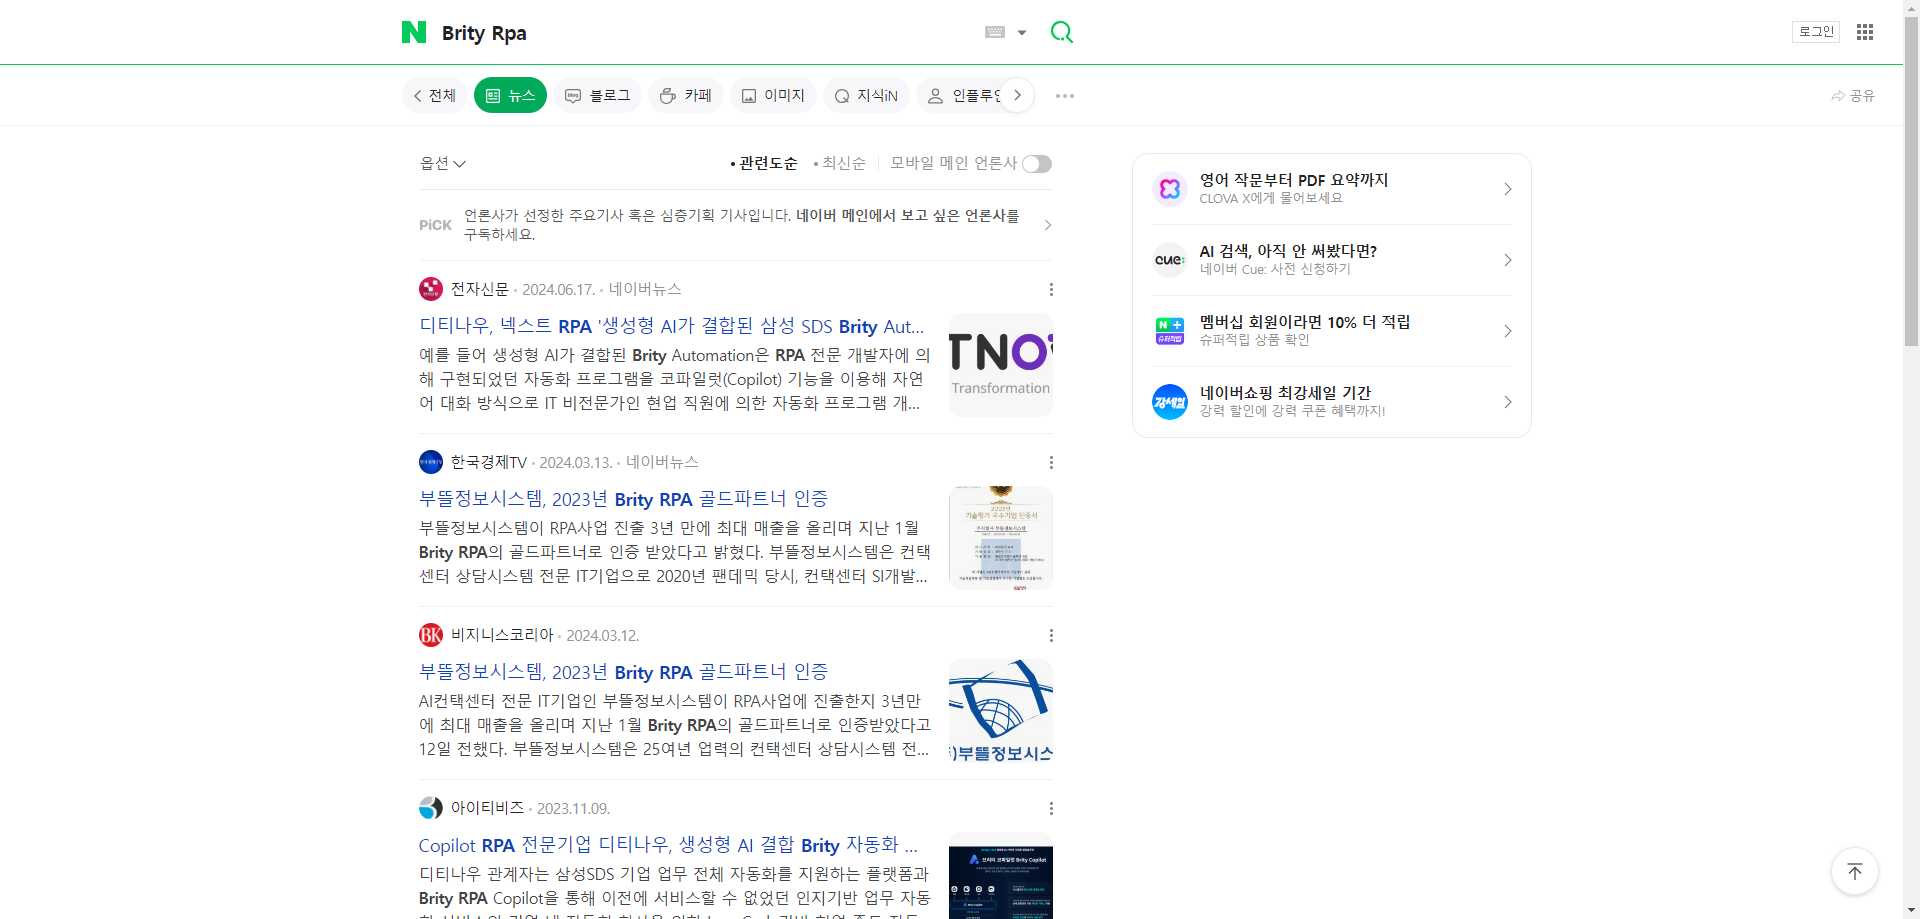 N Brity Rpa
로그인
전체
뉴스
블로그
카페
이미지
지식iN
인플루언
공유
옵션
관련도순
최신순
모바일 메인 언론사
PiCK
언론사가 선정한 주요기사 혹은 심층기획 기사입니다. 네이버 메인에서 보고 싶은 언론사를
구독하세요.
전자신문 · 2024.06.17. · 네이버뉴스
디티나우, 넥스트 RPA '생성형 AI가 결합된 삼성 SDS Brity Aut...
예를 들어 생성형 AI가 결합된 Brity Automation은 RPA 전문 개발자에 의
해 구현되었던 자동화 프로그램을 코파일럿(Copilot) 기능을 이용해 자연
어 대화 방식으로 IT 비전문가인 현업 직원에 의한 자동화 프로그램 개...
TNO
Transformation
한국경제TV · 2024.03.13. · 네이버뉴스
부뜰정보시스템, 2023년 Brity RPA 골드파트너 인증
부뜰정보시스템이 RPA사업 진출 3년 만에 최대 매출을 올리며 지난 1월
Brity RPA의 골드파트너로 인증 받았다고 밝혔다. 부뜰정보시스템은 컨택
센터 상담시스템 전문 IT기업으로 2020년 팬데믹 당시, 컨택센터 SI개발...
BK 비지니스코리아 · 2024.03.12.
부뜰정보시스템, 2023년 Brity RPA 골드파트너 인증
AI컨택센터 전문 IT기업인 부뜰정보시스템이 RPA사업에 진출한지 3년만
에 최대 매출을 올리며 지난 1월 Brity RPA의 골드파트너로 인증받았다고
12일 전했다. 부뜰정보시스템은 25여년 업력의 컨택센터 상담시스템 전...
)부뜰정보시스
아이티비즈 · 2023.11.09.
Copilot RPA 전문기업 디티나우, 생성형 AI 결합 Brity 자동화 ...
디티나우 관계자는 삼성SDS 기업 업무 전체 자동화를 지원하는 플랫폼과
Brity RPA Copilot을 통해 이전에 서비스할 수 없었던 인지기반 업무 자동
브리티 코파일럿 Brity Copilot
영어 작문부터 PDF 요약까지
CLOVA X에게 물어보세요
cue:
AI 검색, 아직 안 써봤다면?
네이버 Cue: 사전 신청하기
N +
슈퍼적립
멤버십 회원이라면 10% 더 적립
슈퍼적립 상품 확인
강세일
네이버쇼핑 최강세일 기간
강력 할인에 강력 쿠폰 혜택까지!